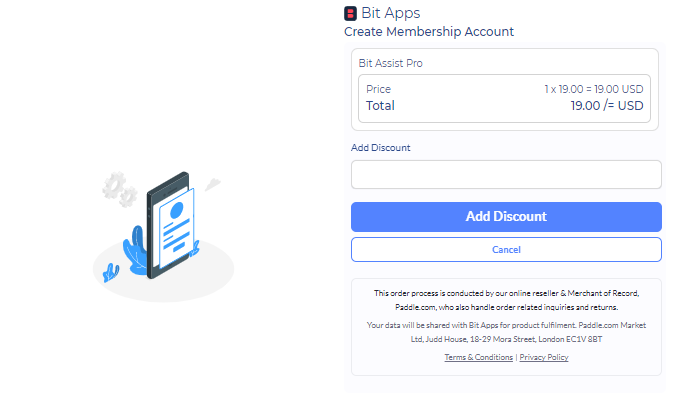 Bit Apps
Create Membership Account
Bit Assist Pro
Price 1 x 19.00 = 19.00 USD
Total 19.00 /= USD
Add Discount
Add Discount
Cancel
This order process is conducted by our online reseller & Merchant of Record,
Paddle.com, who also handle order related inquiries and returns.
Your data will be shared with Bit Apps for product fulfilment. Paddle.com Market
Ltd, Judd House, 18-29 Mora Street, London EC1V 8BT
Terms & Conditions | Privacy Policy